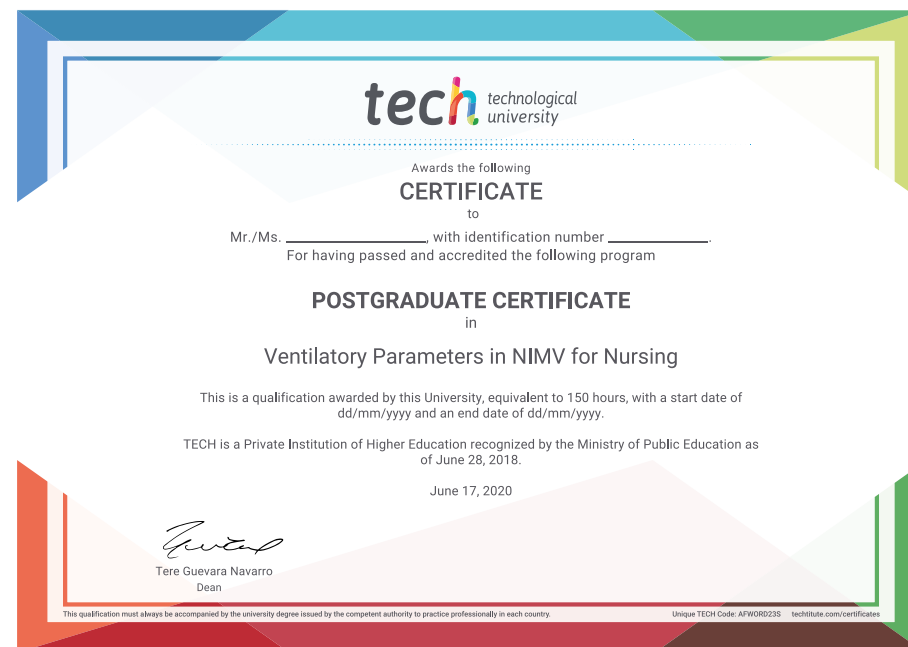 tech technological
university
Awards the following
CERTIFICATE
to
Mr./Ms. ____________________, with identification number ______________.
For having passed and accredited the following program
POSTGRADUATE CERTIFICATE
in
Ventilatory Parameters in NIMV for Nursing
This is a qualification awarded by this University, equivalent to 150 hours, with a start date of
dd/mm/yyyy and an end date of dd/mm/yyyy.
TECH is a Private Institution of Higher Education recognized by the Ministry of Public Education as
of June 28, 2018.
June 17, 2020
Tere Guevara Navarro
Dean
This qualification must always be accompanied by the university degree issued by the competent authority to practice professionally in each country. Unique TECH Code: AFWORD23S techtitute.com/certificates